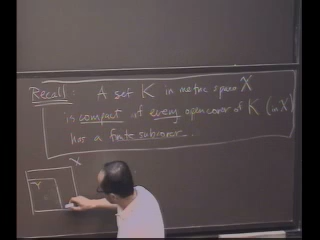 Recall: A set K in metric space X
is compact if every open cover of K (in X)
has a finite subcover.
X
Y